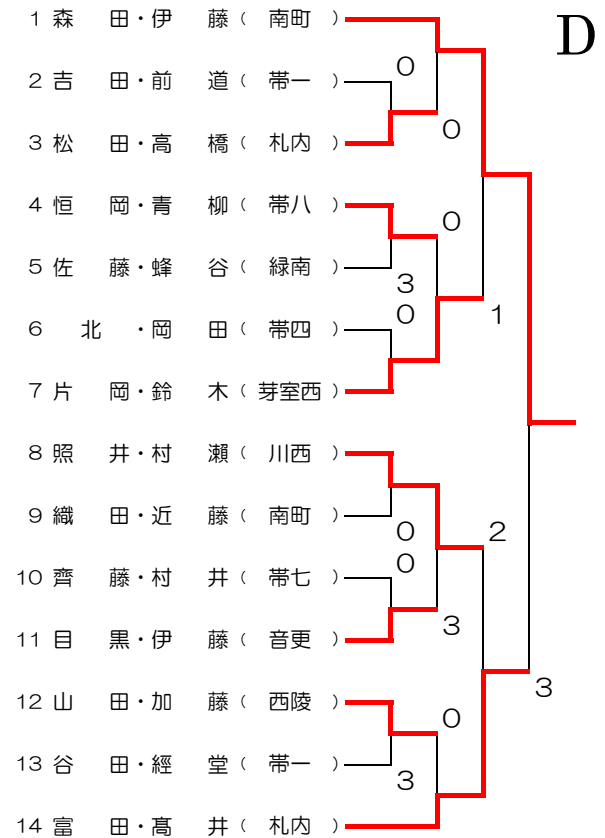 D
1 森 田・伊 藤（ 南町 ）
0
2 吉 田・前 道（ 帯一 ）
0
3 松 田・高 橋（ 札内 ）
4 恒 岡・青 柳（ 帯八 ）
0
5 佐 藤・蜂 谷（ 緑南 ）
3
0
1
6 北 ・岡 田（ 帯四 ）
7 片 岡・鈴 木（ 芽室西 ）
8 照 井・村 瀬（ 川西 ）
9 織 田・近 藤（ 南町 ）
0
2
0
10 齊 藤・村 井（ 帯七 ）
3
11 目 黒・伊 藤（ 音更 ）
3
12 山 田・加 藤（ 西陵 ）
0
13 谷 田・經 堂（ 帯一 ）
3
14 富 田・髙 井（ 札内 ）